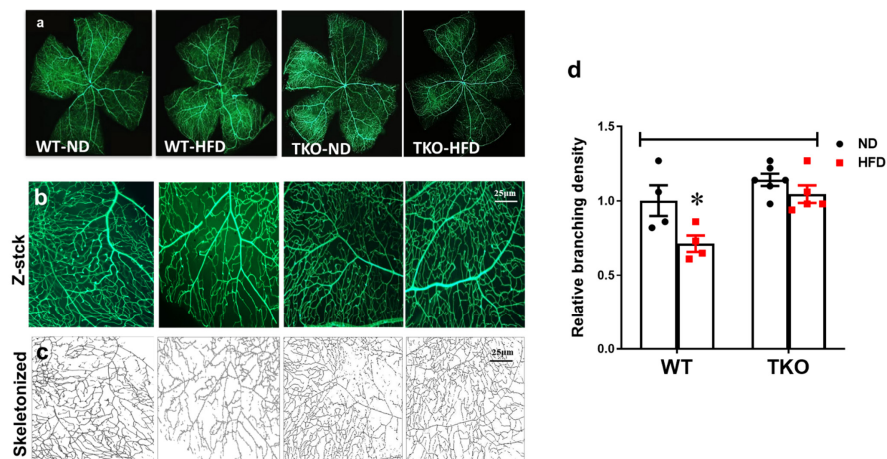 a
WT-ND
WT-HFD
TKO-ND
TKO-HFD
b
Z-stck
25μm
c
Skeletonized
25μm
d
Relative branching density
1.5
1.0
0.5
0.0
*
ND
HFD
WT
TKO